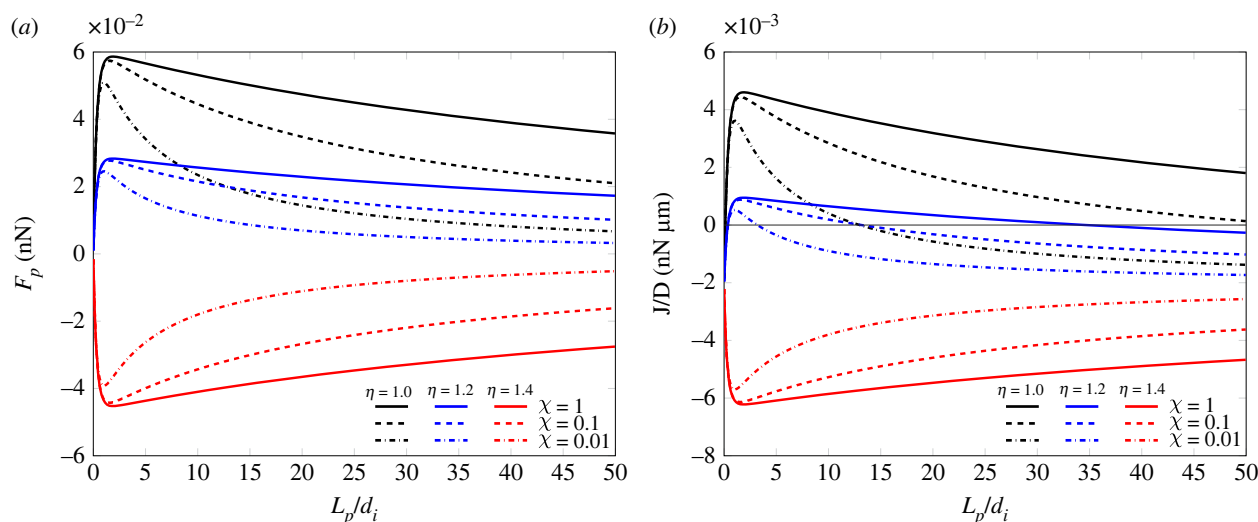 (a)
×10–2
6
4
2
0
–2
–4
–6
0 5 10 15 20 25 30 35 40 45 50
F_p (nN)
L_p/d_i
η = 1.0 η = 1.2 η = 1.4
χ = 1
χ = 0.1
χ = 0.01
(b)
×10–3
6
4
2
0
–2
–4
–6
–8
0 5 10 15 20 25 30 35 40 45 50
J/D (nN μm)
L_p/d_i
η = 1.0 η = 1.2 η = 1.4
χ = 1
χ = 0.1
χ = 0.01